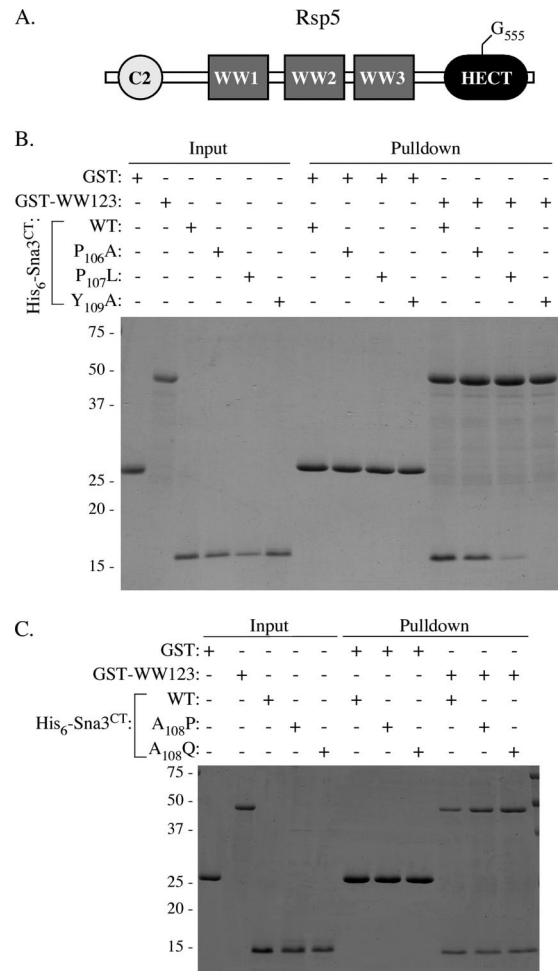 A.
Rsp5
G555
C2 WW1 WW2 WW3 HECT
B.
Input Pulldown
GST: + - - - - - + + + + - - - -
GST-WW123: - + - - - - - - - - + + + +
His6-Sna3CT:
WT: - - + - - - + - - - + - - -
P106A: - - - + - - - + - - - + - -
P107L: - - - - + - - - + - - - + -
Y109A: - - - - - + - - - + - - - +
75 -
50 -
37 -
25 -
20 -
15 -
C.
Input Pulldown
GST: + - - - - + + + - - -
GST-WW123: - + - - - - - - + + +
His6-Sna3CT:
WT: - - + - - + - - + - -
A108P: - - - + - - + - - + -
A108Q: - - - - + - - + - - +
75 -
50 -
37 -
25 -
20 -
15 -